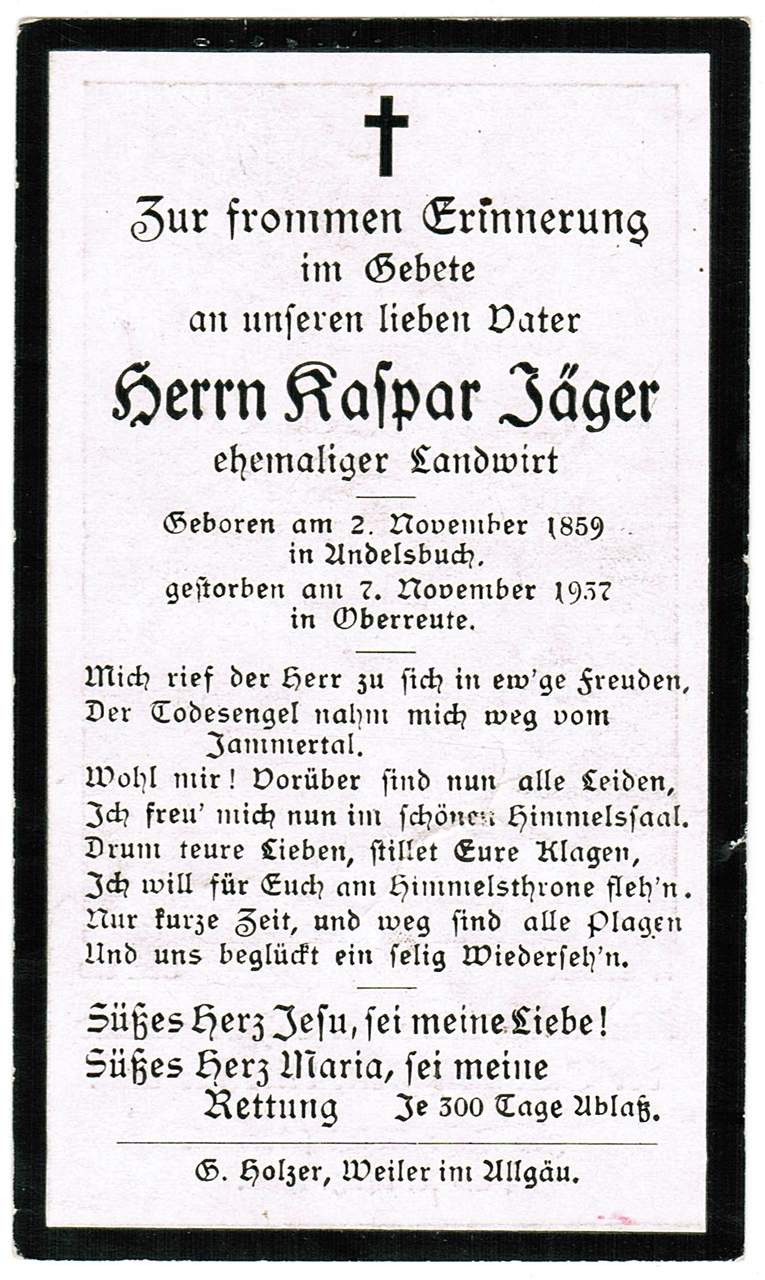 Zur frommen Erinnerung
im Gebete
an unseren lieben Vater
Herrn Kaspar Jäger
ehemaliger Landwirt
Geboren am 2. November 1859
in Andelsbuch.
gestorben am 7. November 1937
in Oberreute.
Mich rief der Herr zu sich in ew'ge Freuden,
Der Todesengel nahm mich weg vom
Jammertal.
Wohl mir! Vorüber sind nun alle Leiden,
Ich freu' mich nun im schönen Himmelssaal.
Drum teure Lieben, stillet Eure Klagen,
Ich will für Euch am Himmelsthrone fleh'n.
Nur kurze Zeit, und weg sind alle Plagen
Und uns beglückt ein selig Wiederseh'n.
Süßes Herz Jesu, sei meine Liebe!
Süßes Herz Maria, sei meine
Rettung Je 300 Tage Ablaß.
G. Holzer, Weiler im Allgäu.